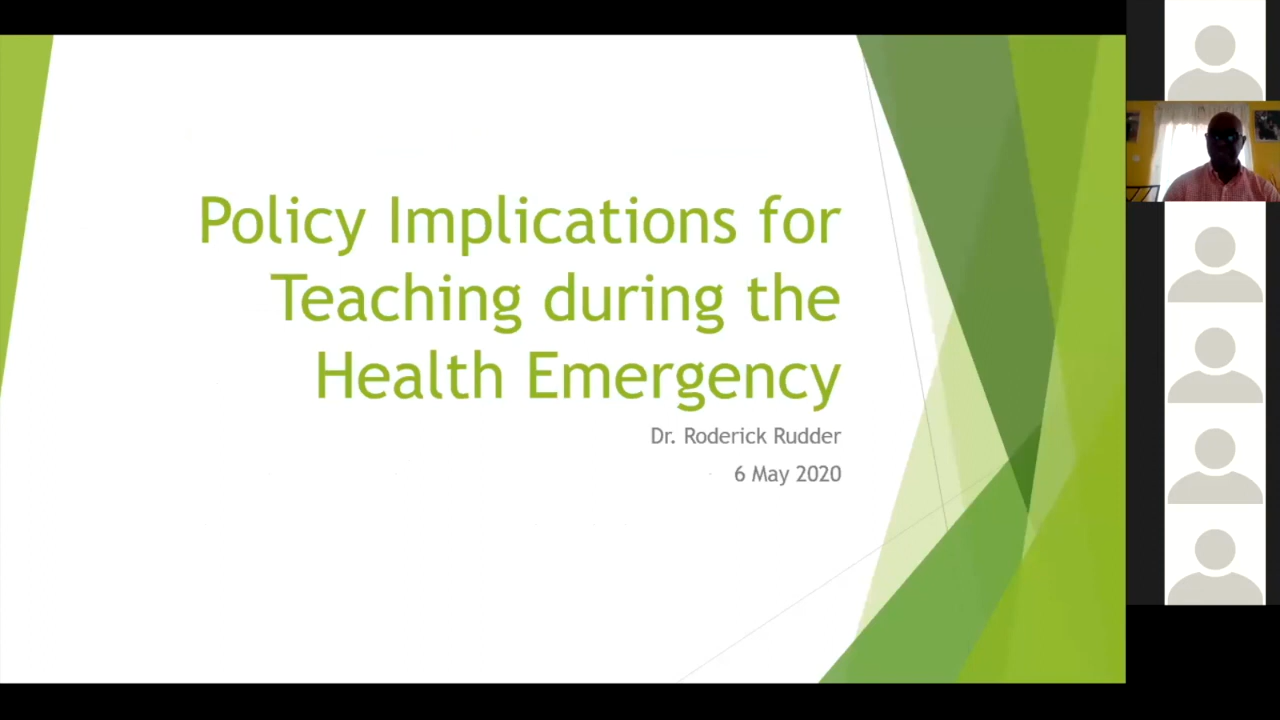 Policy Implications for
Teaching during the
Health Emergency
Dr. Roderick Rudder
6 May 2020